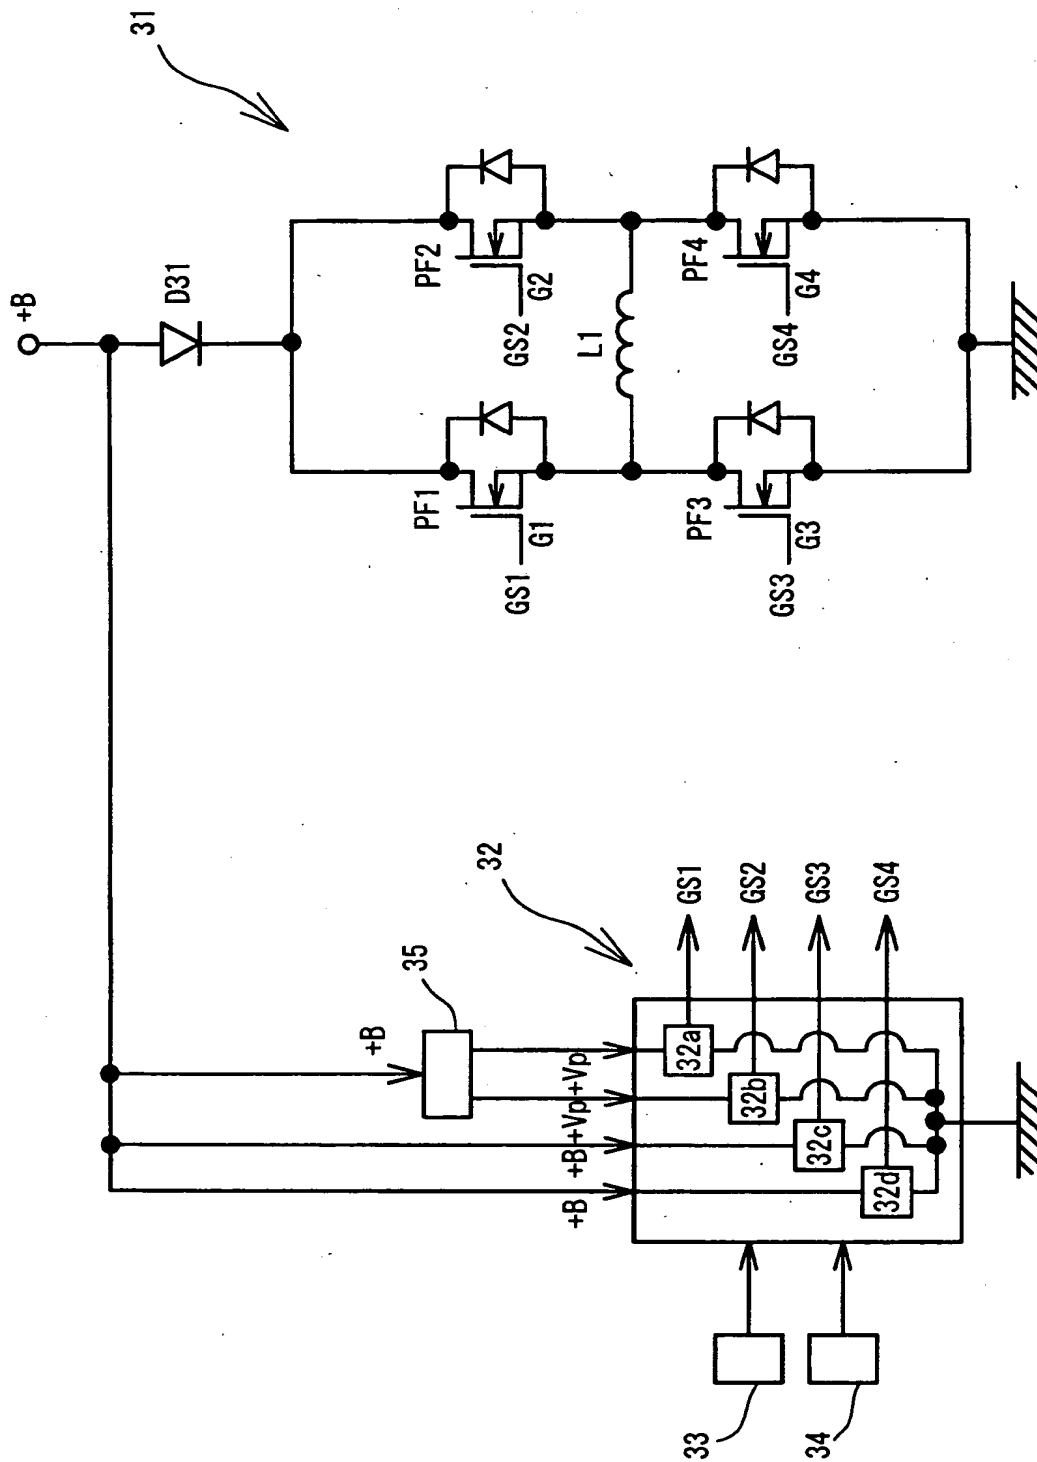 31
+B
D31
PF2
G2
GS2
PF4
G4
GS4
L1
PF1
G1
GS1
PF3
G3
GS3
32
35
+B
+Vp
+Vp
+B
+B
32a
32b
32c
32d
GS1
GS2
GS3
GS4
33
34